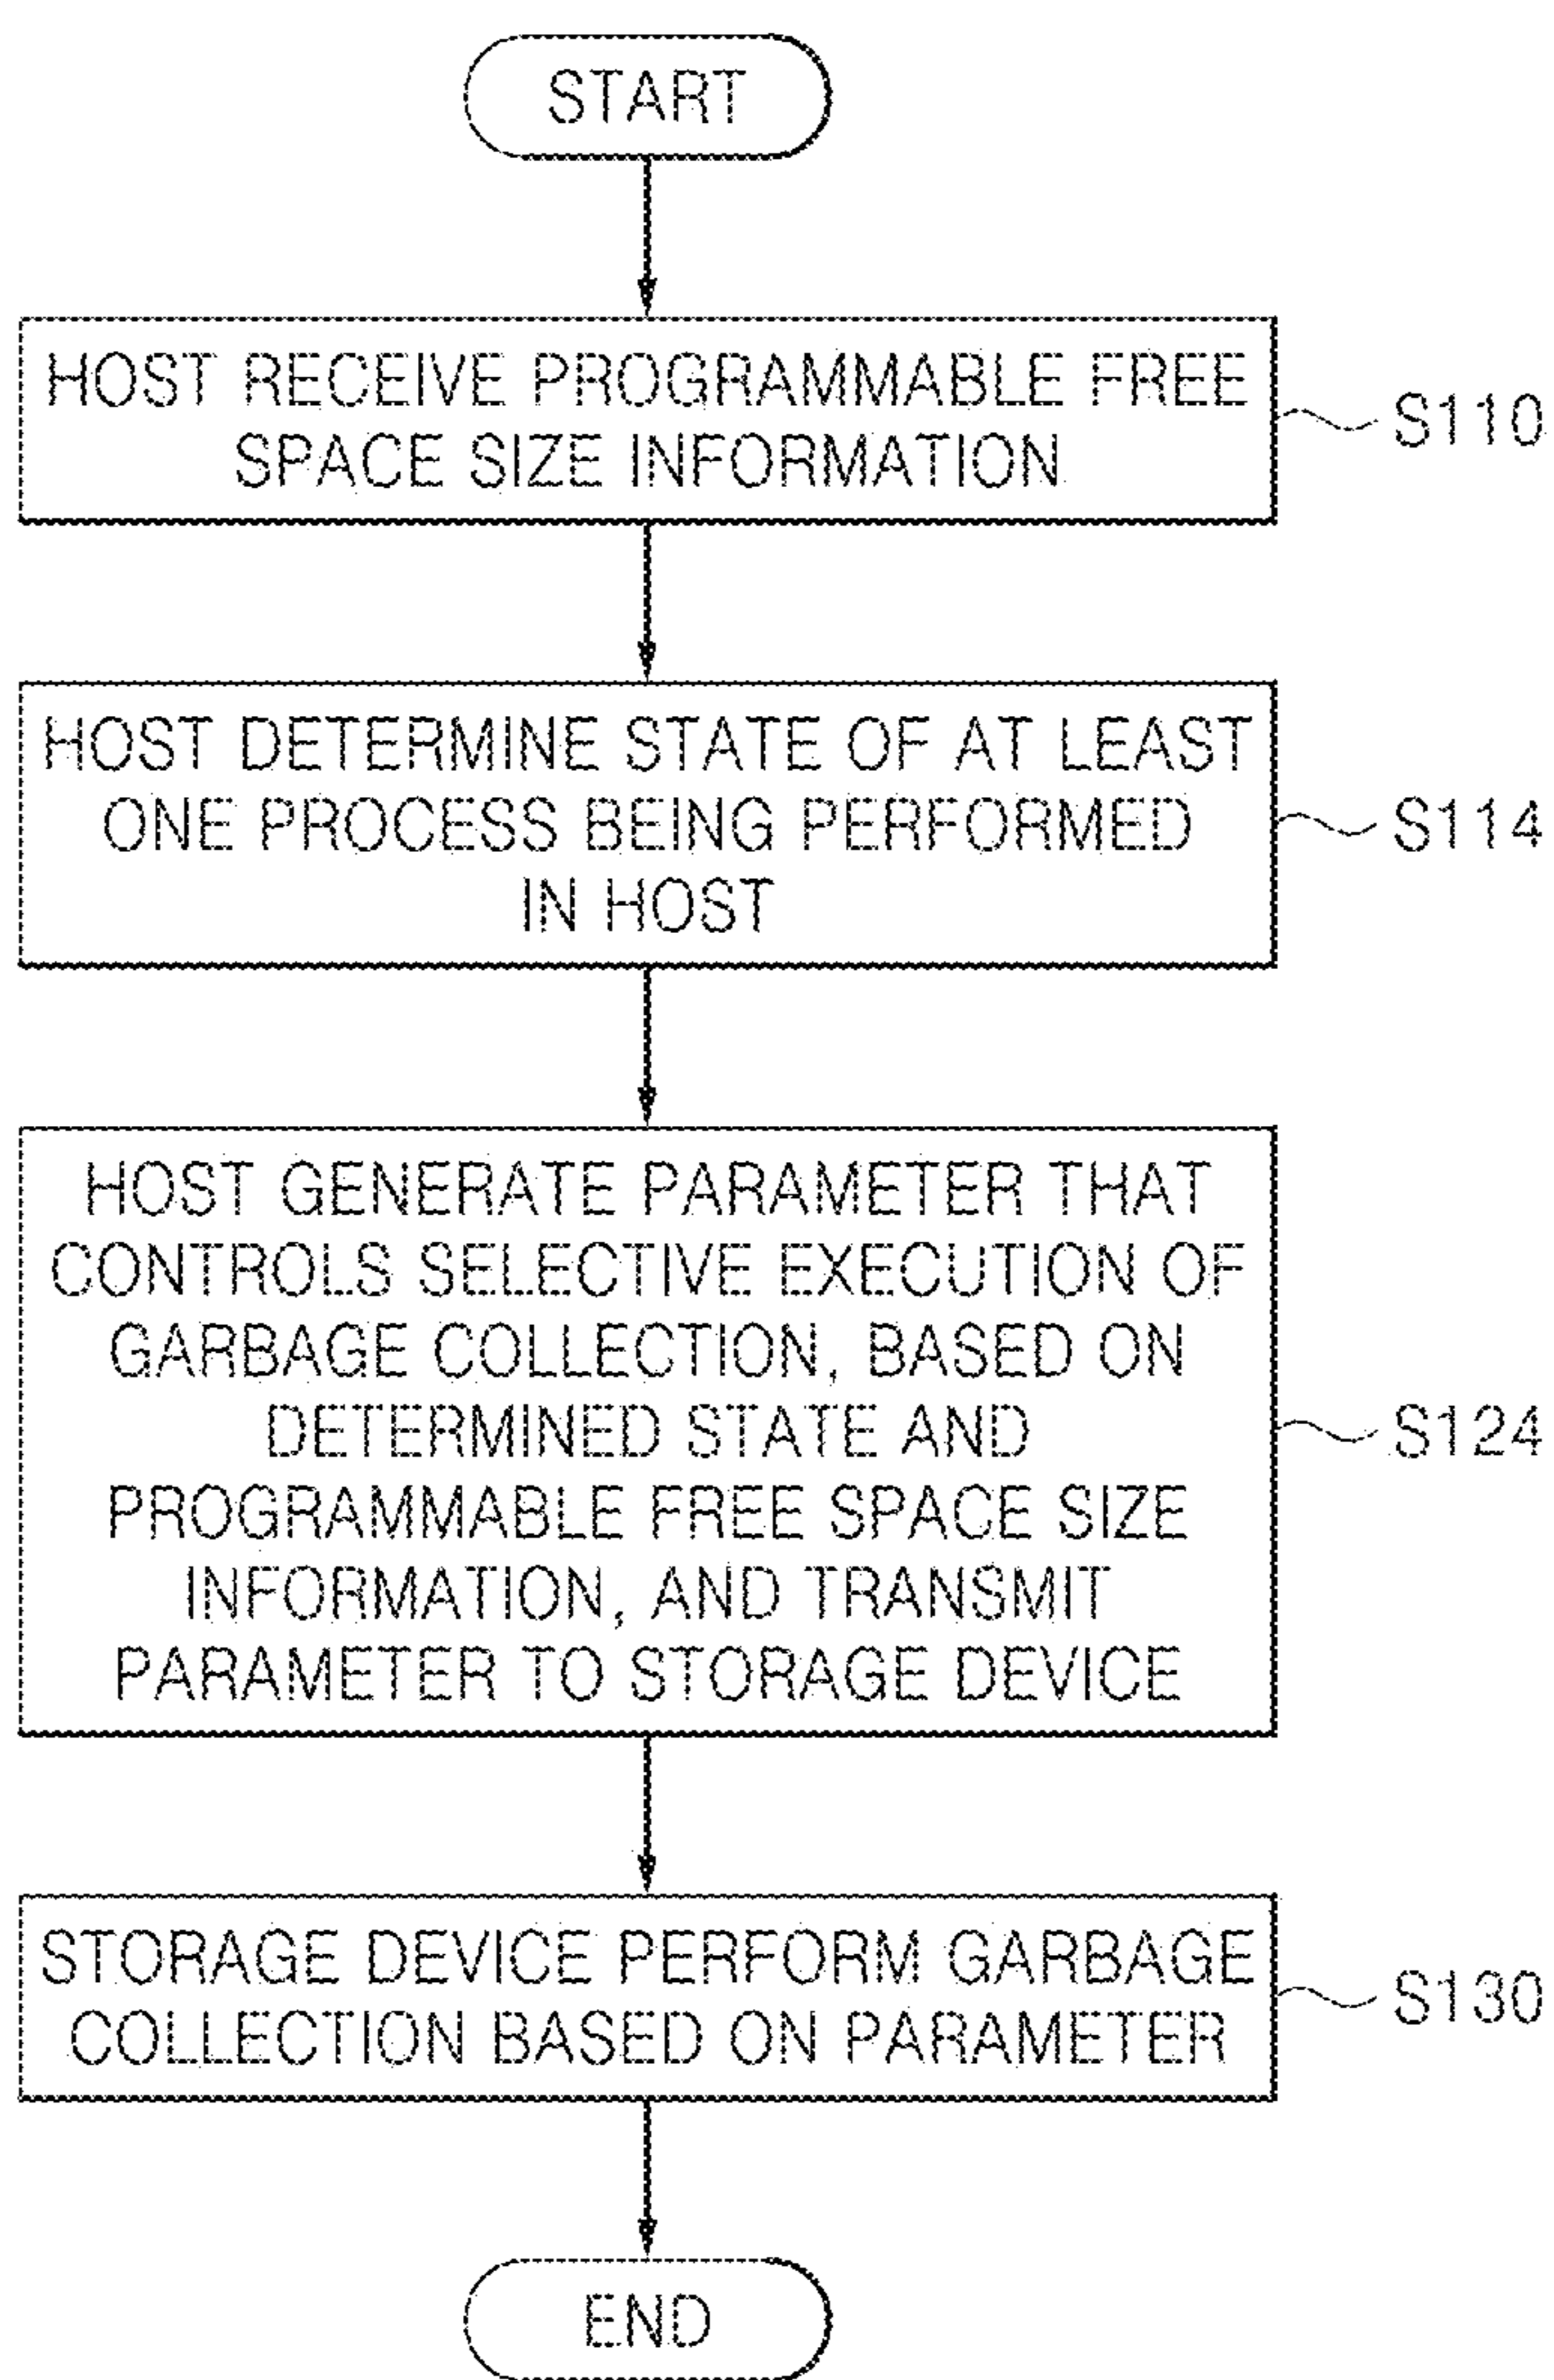 START
HOST RECEIVE PROGRAMMABLE FREE
SPACE SIZE INFORMATION
S110
HOST DETERMINE STATE OF AT LEAST
ONE PROCESS BEING PERFORMED
IN HOST
S114
HOST GENERATE PARAMETER THAT
CONTROLS SELECTIVE EXECUTION OF
GARBAGE COLLECTION, BASED ON
DETERMINED STATE AND
PROGRAMMABLE FREE SPACE SIZE
INFORMATION, AND TRANSMIT
PARAMETER TO STORAGE DEVICE
S124
STORAGE DEVICE PERFORM GARBAGE
COLLECTION BASED ON PARAMETER
S130
END